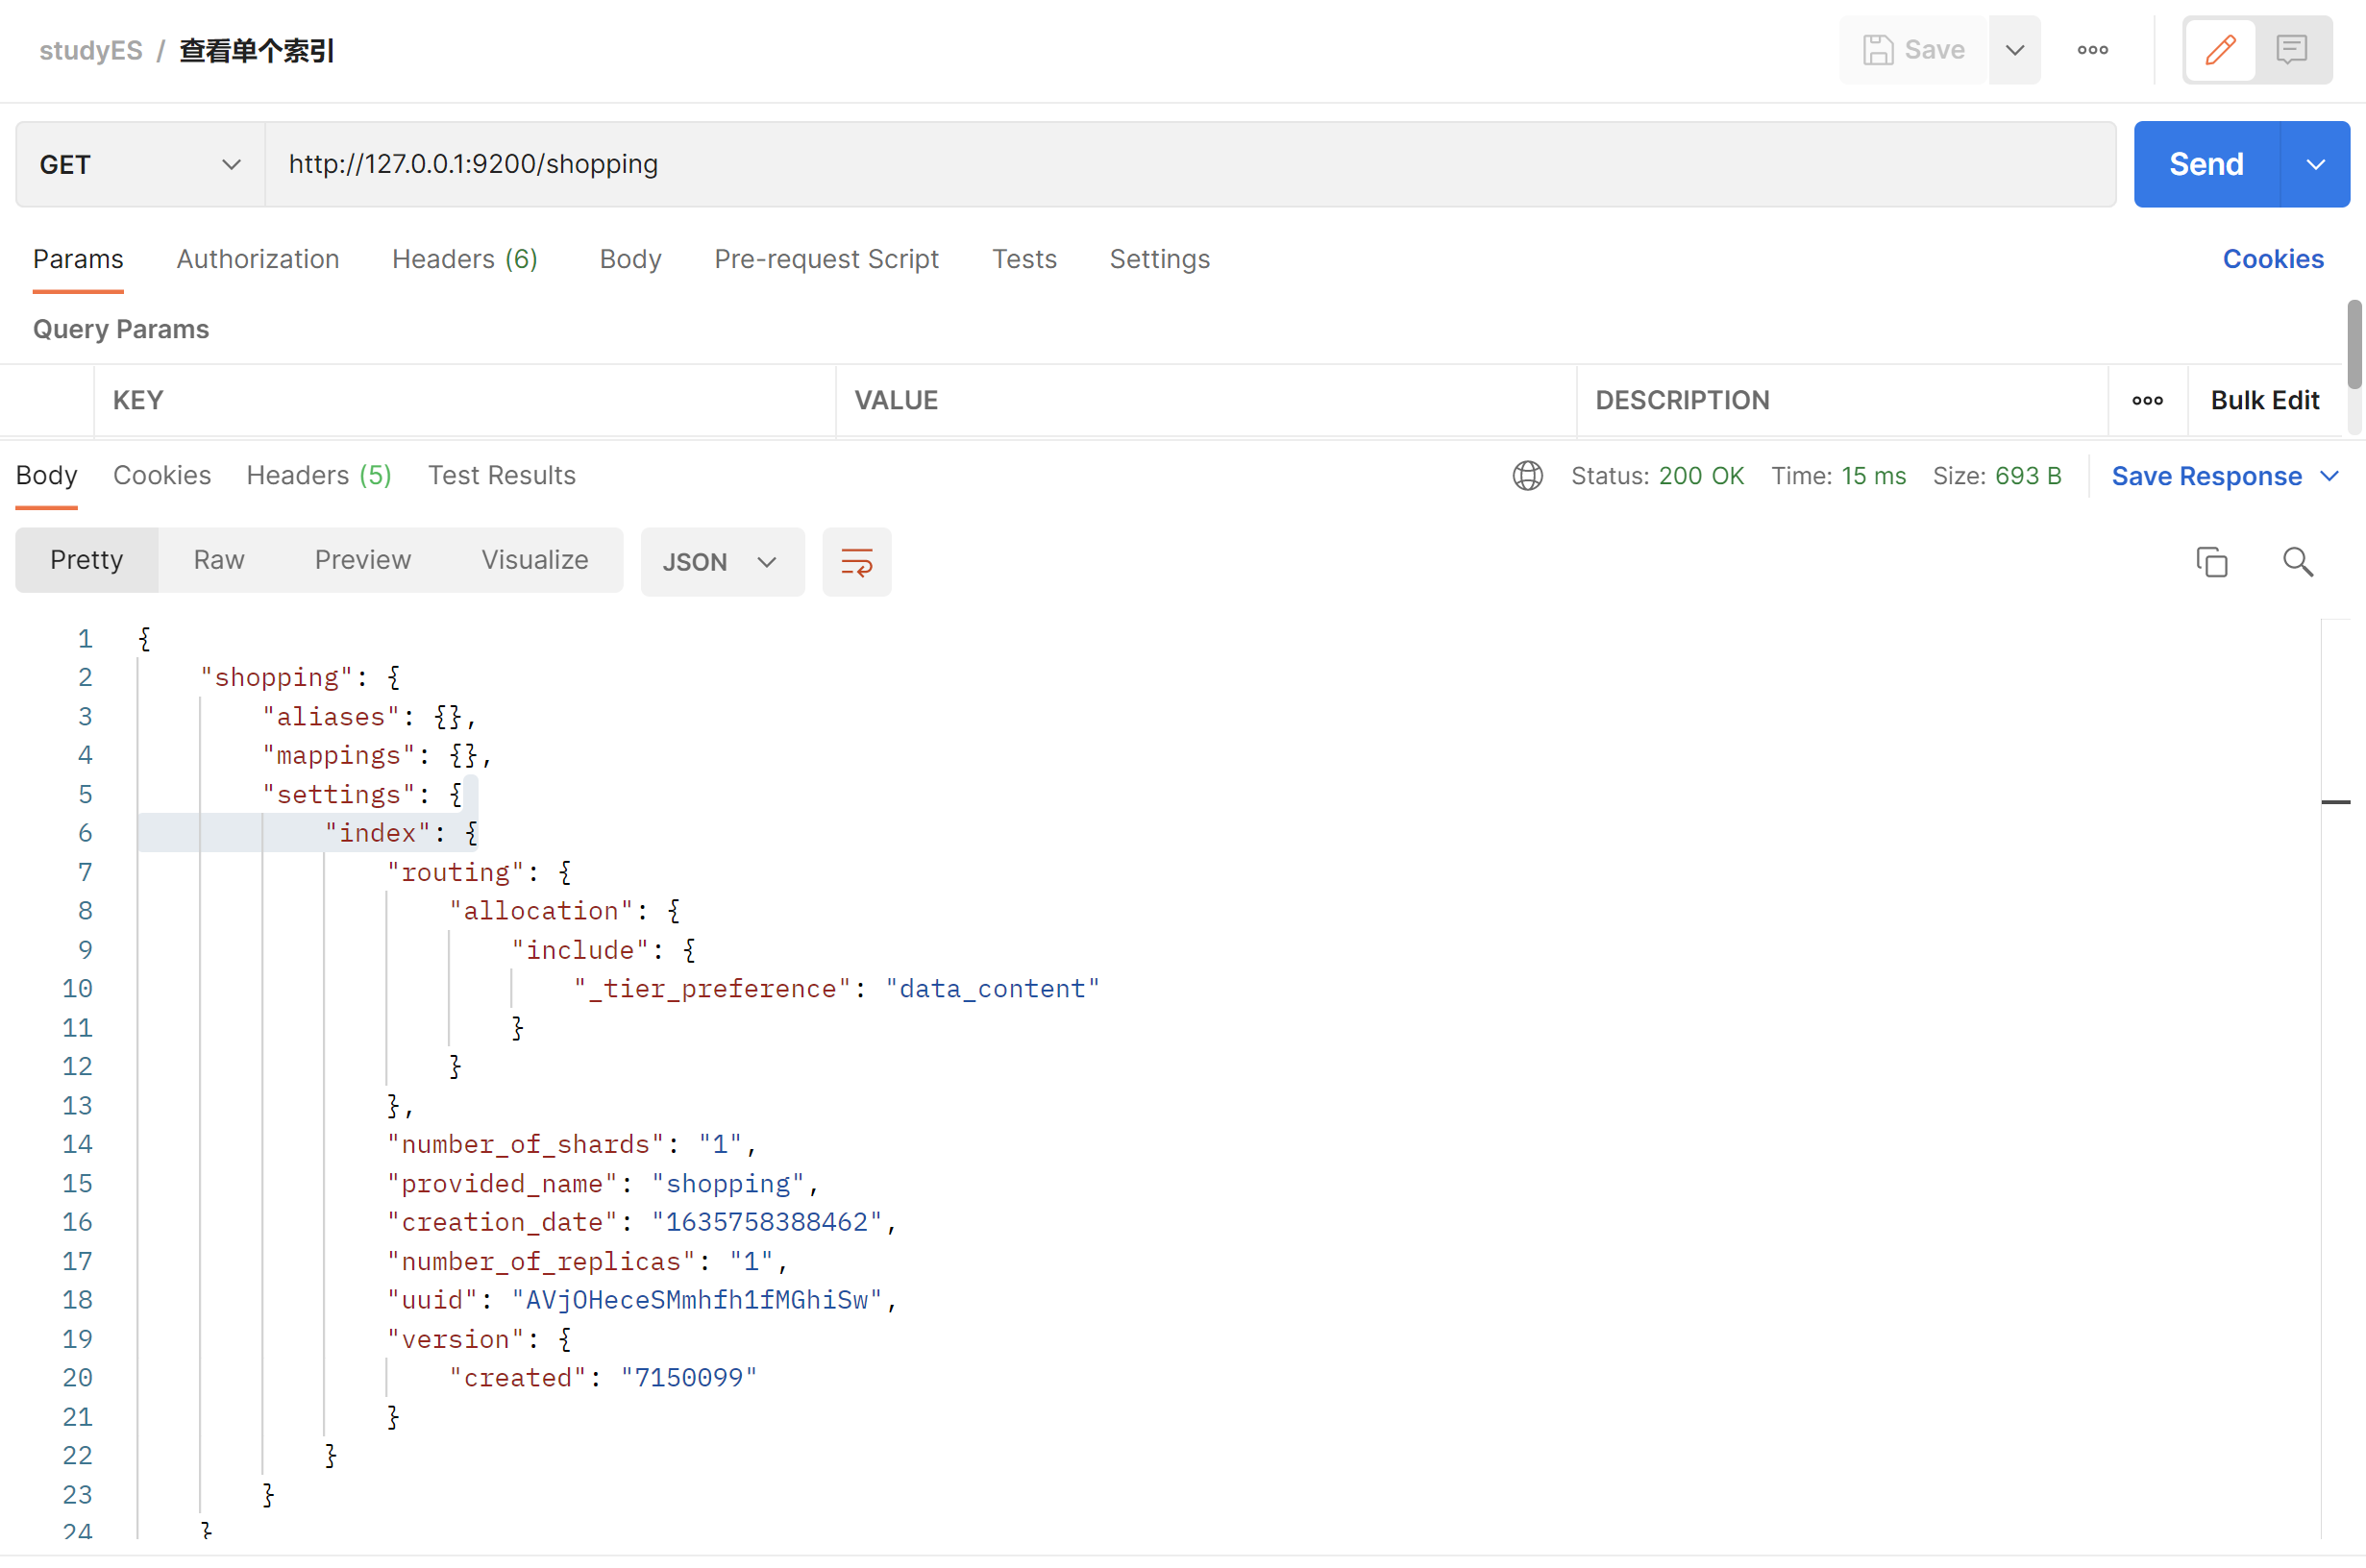 studyES / 查看单个索引
Save
GET
http://127.0.0.1:9200/shopping
Send
Params Authorization Headers (6) Body Pre-request Script Tests Settings Cookies
Query Params
KEY VALUE DESCRIPTION Bulk Edit
Body Cookies Headers (5) Test Results Status: 200 OK Time: 15 ms Size: 693 B Save Response
Pretty Raw Preview Visualize JSON
1 {
2 "shopping": {
3 "aliases": {},
4 "mappings": {},
5 "settings": {
6 "index": {
7 "routing": {
8 "allocation": {
9 "include": {
10 "_tier_preference": "data_content"
11 }
12 }
13 },
14 "number_of_shards": "1",
15 "provided_name": "shopping",
16 "creation_date": "1635758388462",
17 "number_of_replicas": "1",
18 "uuid": "AVjOHeceSMmhfh1fMGhiSw",
19 "version": {
20 "created": "7150099"
21 }
22 }
23 }
24 }